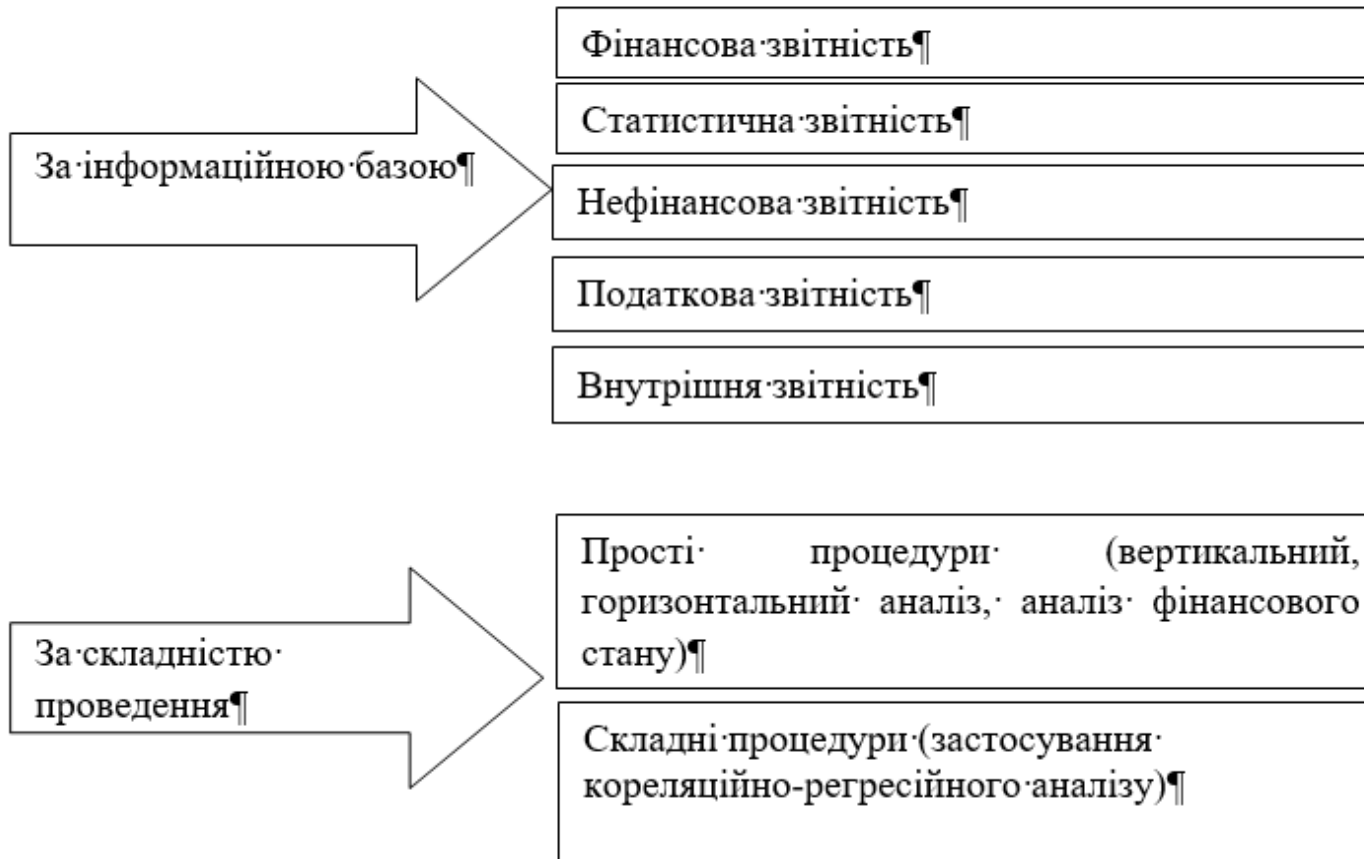 Фінансова·звітність¶
Статистична·звітність¶
За·інформаційною·базою¶
Нефінансова·звітність¶
Податкова·звітність¶
Внутрішня·звітність¶
Прості· процедури· (вертикальний,
горизонтальний· аналіз,· аналіз· фінансового
стану)¶
За·складністю·
проведення¶
Складні·процедури·(застосування·
кореляційно-регресійного·аналізу)¶